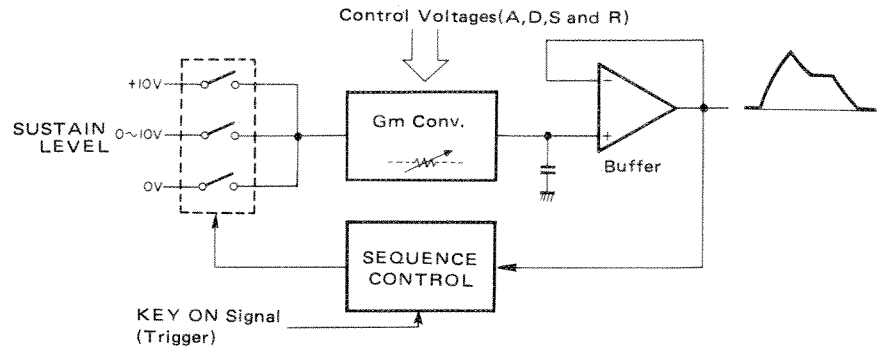 Control Voltages(A,D,S and R)
+10V
SUSTAIN
LEVEL
0~10V
0V
Gm Conv.
−
+
Buffer
SEQUENCE
CONTROL
KEY ON Signal
(Trigger)